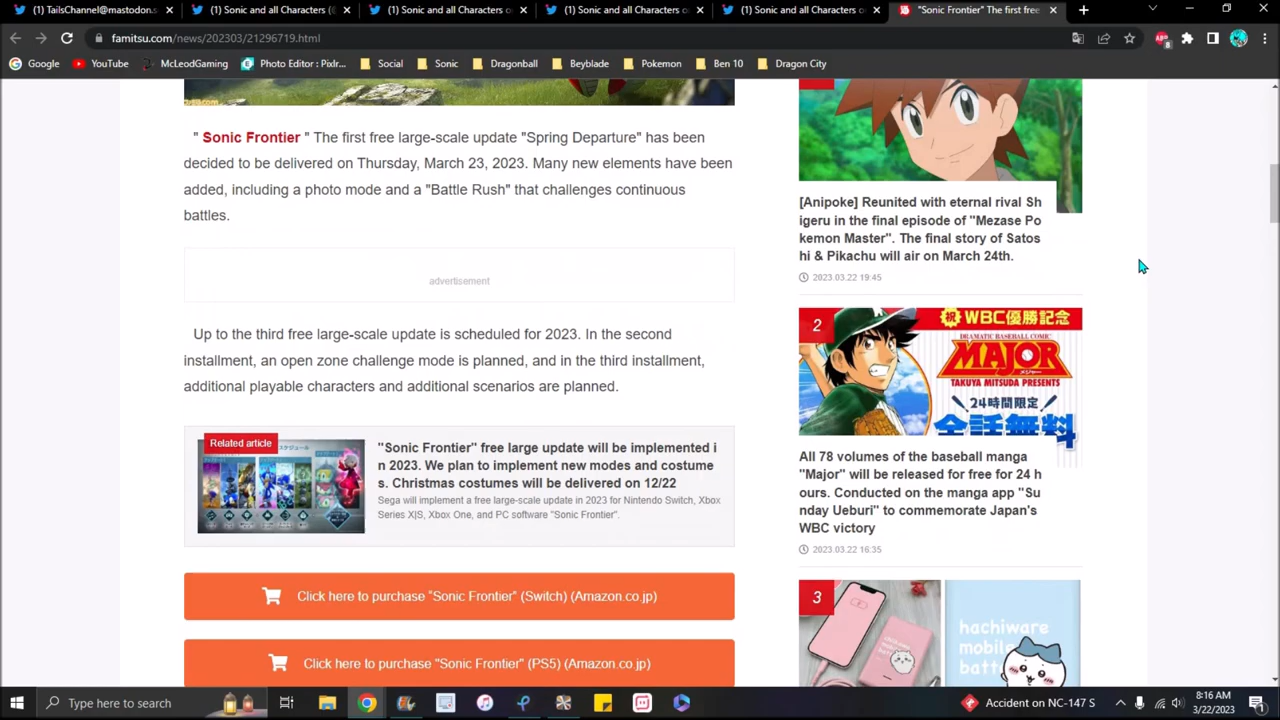 (1) TailsChannel@mastodon.s
(1) Sonic and all Characters (@
(1) Sonic and all Characters o
(1) Sonic and all Characters o
(1) Sonic and all Characters o
"Sonic Frontier" The first free
famitsu.com/news/202303/21296719.html
Google
YouTube
McLeodGaming
Photo Editor : Pixlr...
Social
Sonic
Dragonball
Beyblade
Pokemon
Ben 10
Dragon City
" Sonic Frontier " The first free large-scale update "Spring Departure" has been
decided to be delivered on Thursday, March 23, 2023. Many new elements have been
added, including a photo mode and a "Battle Rush" that challenges continuous
battles.
advertisement
Up to the third free large-scale update is scheduled for 2023. In the second
installment, an open zone challenge mode is planned, and in the third installment,
additional playable characters and additional scenarios are planned.
Related article
"Sonic Frontier" free large update will be implemented i
n 2023. We plan to implement new modes and costume
s. Christmas costumes will be delivered on 12/22
Sega will implement a free large-scale update in 2023 for Nintendo Switch, Xbox
Series X|S, Xbox One, and PC software "Sonic Frontier".
Click here to purchase "Sonic Frontier" (Switch) (Amazon.co.jp)
Click here to purchase "Sonic Frontier" (PS5) (Amazon.co.jp)
[Anipoke] Reunited with eternal rival Sh
igeru in the final episode of "Mezase Po
kemon Master". The final story of Satos
hi & Pikachu will air on March 24th.
2023.03.22 19:45
2
祝 WBC優勝記念
DRAMATIC BASEBALL COMIC
MAJOR
TAKUYA MITSUDA PRESENTS
24時間限定
全話無料
All 78 volumes of the baseball manga
"Major" will be released for free for 24 h
ours. Conducted on the manga app "Su
nday Ueburi" to commemorate Japan's
WBC victory
2023.03.22 16:35
3
hachiware
mobile
batt
Type here to search
Accident on NC-147 S
8:16 AM
3/22/2023